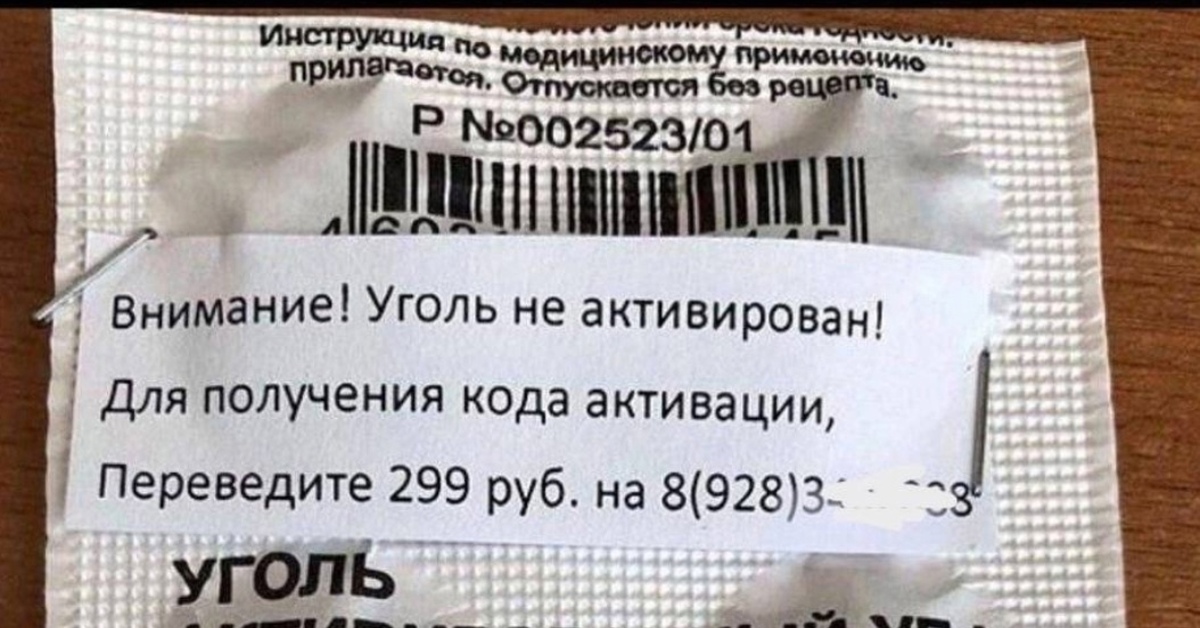 Инструкция по медицинскому применению
прилагается. Отпускается без рецепта.
Р №002523/01
Внимание! Уголь не активирован!
Для получения кода активации,
Переведите 299 руб. на 8(928)3
УГОЛЬ